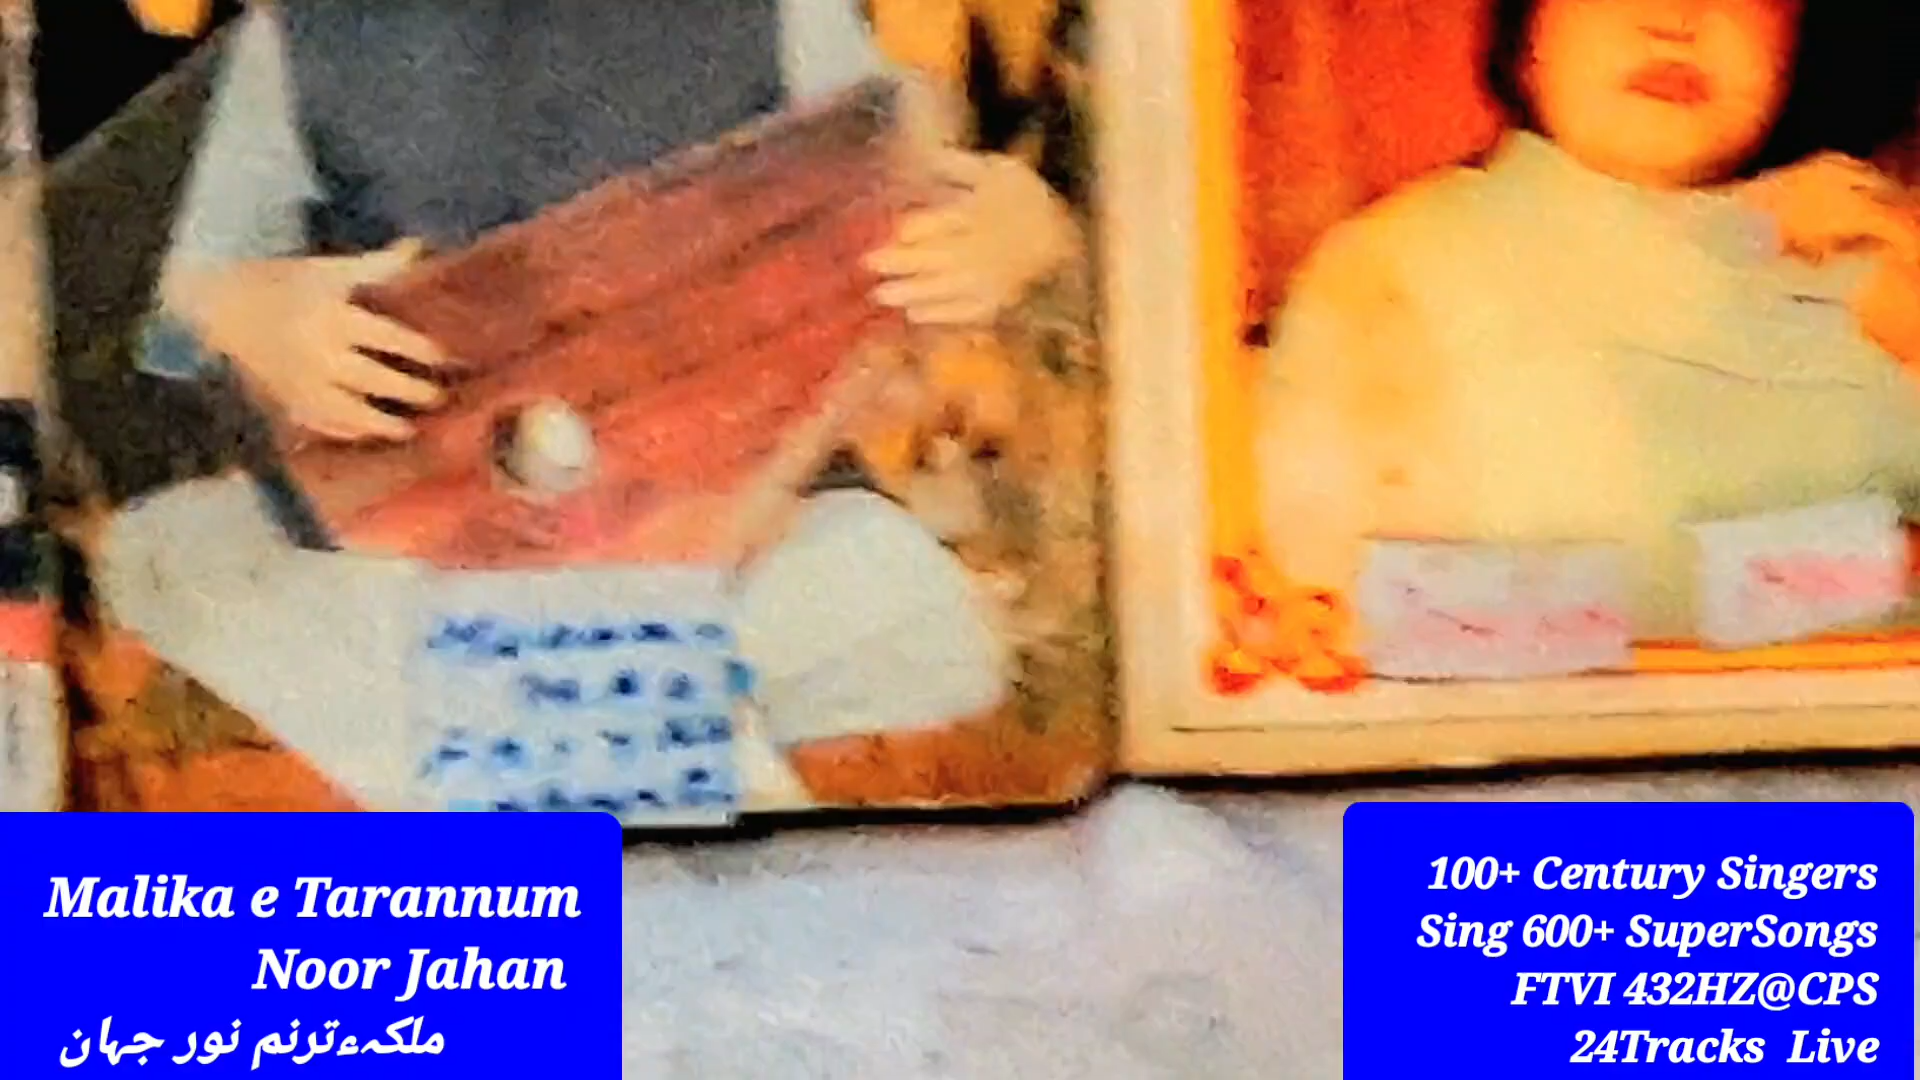 Malika e Tarannum
Noor Jahan
ملکہءترنم نور جہان
100+ Century Singers
Sing 600+ SuperSongs
FTVI 432HZ@CPS
24Tracks Live